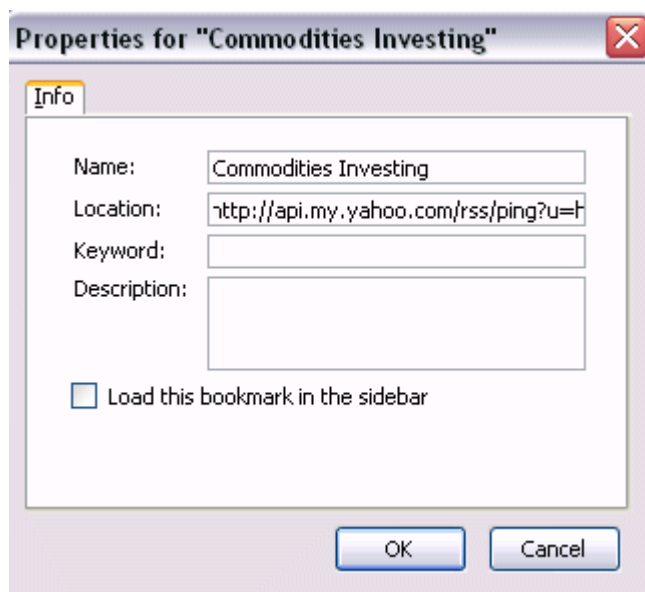 Properties for "Commodities Investing"
Info
Name: Commodities Investing
Location: http://api.my.yahoo.com/rss/ping?u=h
Keyword:
Description:
Load this bookmark in the sidebar
OK Cancel